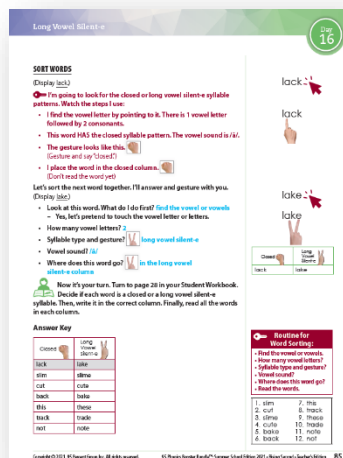 Long Vowel Silent-e
Day
16
SORT WORDS
(Display lack.)
I'm going to look for the closed or long vowel silent-e syllable
patterns. Watch the steps I use:
• I find the vowel letter by pointing to it. There is 1 vowel letter
followed by 2 consonants.
• This word HAS the closed syllable pattern. The vowel sound is /ă/.
• The gesture looks like this.
(Gesture and say "closed.")
• I place the word in the closed column.
(Don't read the word yet)
Let's sort the next word together. I'll answer and gesture with you.
(Display lake.)
• Look at this word. What do I do first? find the vowel or vowels
– Yes, let's pretend to touch the vowel letter or letters.
• How many vowel letters? 2
• Syllable type and gesture? long vowel silent-e
• Vowel sound? /ā/
• Where does this word go? in the long vowel
silent-e column
Now it's your turn. Turn to page 28 in your Student Workbook.
Decide if each word is a closed or a long vowel silent-e
syllable. Then, write it in the correct column. Finally, read all the words
in each column.
Answer Key
Closed Long
Vowel
Silent-e
lack lake
slim slime
cut cute
back bake
this these
track trade
not note
lack
lack
lake
lake
Closed Long
Vowel
Silent-e
lack lake
Routine for
Word Sorting:
• Find the vowel or vowels.
• How many vowel letters?
• Syllable type and gesture?
• Vowel sound?
• Where does this word go?
• Read the words.
1. slim 7. this
2. cut 8. track
3. slime 9. these
4. cute 10. trade
5. bake 11. note
6. back 12. not
85